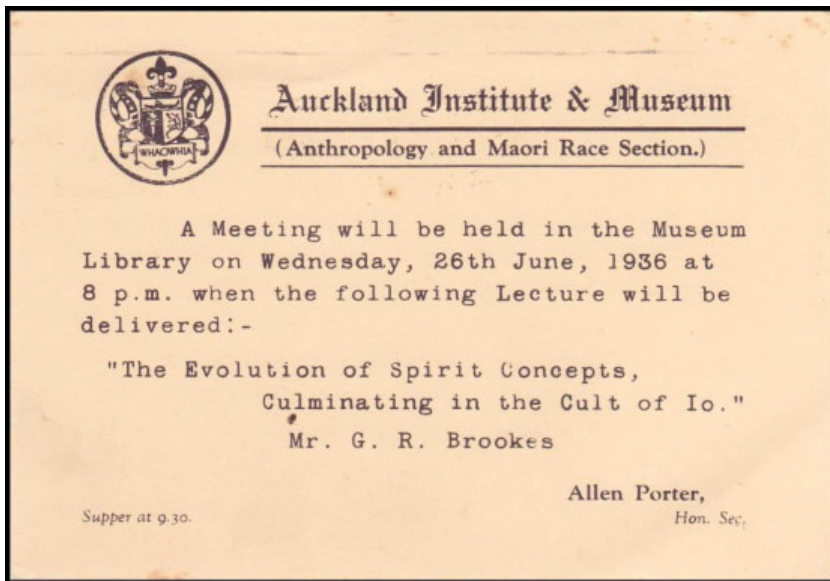 Auckland Institute & Museum
WHAOWHIA
(Anthropology and Maori Race Section.)
A Meeting will be held in the Museum
Library on Wednesday, 26th June, 1936 at
8 p.m. when the following Lecture will be
delivered:-
"The Evolution of Spirit Concepts,
Culminating in the Cult of Io."
Mr. G. R. Brookes
Allen Porter,
Supper at 9.30.
Hon. Sec.